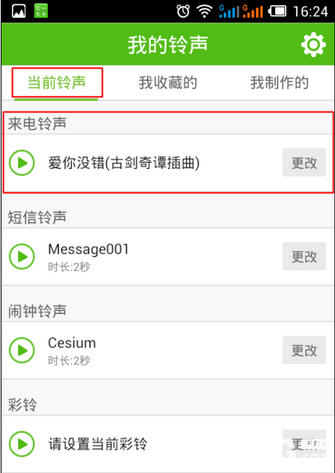 16:24
我的铃声
当前铃声 我收藏的 我制作的
来电铃声
爱你没错(古剑奇谭插曲) 更改
短信铃声
Message001 更改
时长:2秒
闹钟铃声
Cesium 更改
时长:2秒
彩铃
请设置当前彩铃 更改